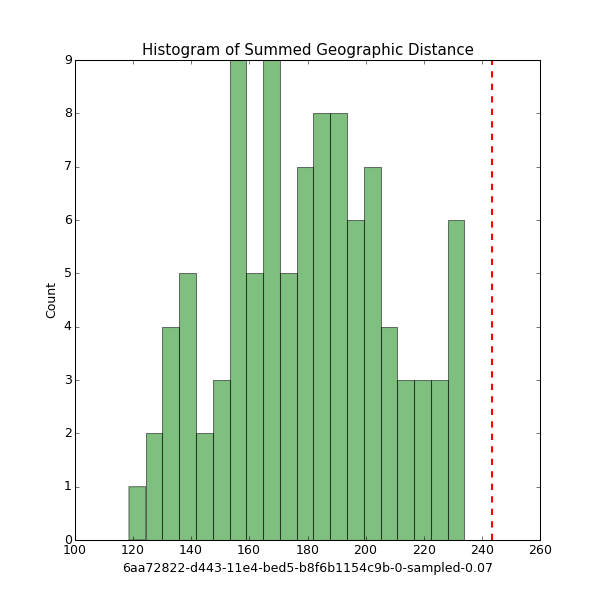 Histogram of Summed Geographic Distance
Count
9
8
7
6
5
4
3
2
1
0
100 120 140 160 180 200 220 240 260
6aa72822-d443-11e4-bed5-b8f6b1154c9b-0-sampled-0.07